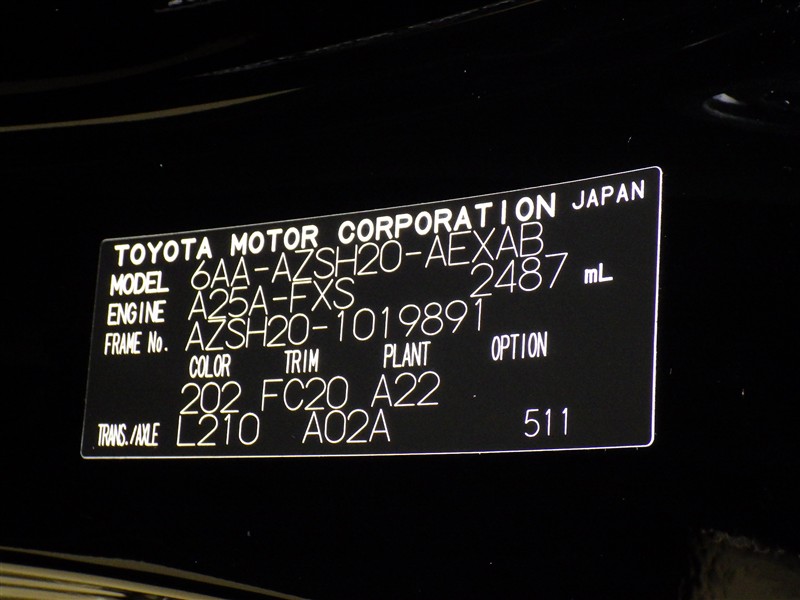 TOYOTA MOTOR CORPORATION JAPAN
MODEL 6AA-AZSH20-AEXAB
ENGINE A25A-FXS 2487 mL
FRAME No. AZSH20-1019891
COLOR TRIM PLANT OPTION
202 FC20 A22
TRANS./AXLE L210 A02A 511